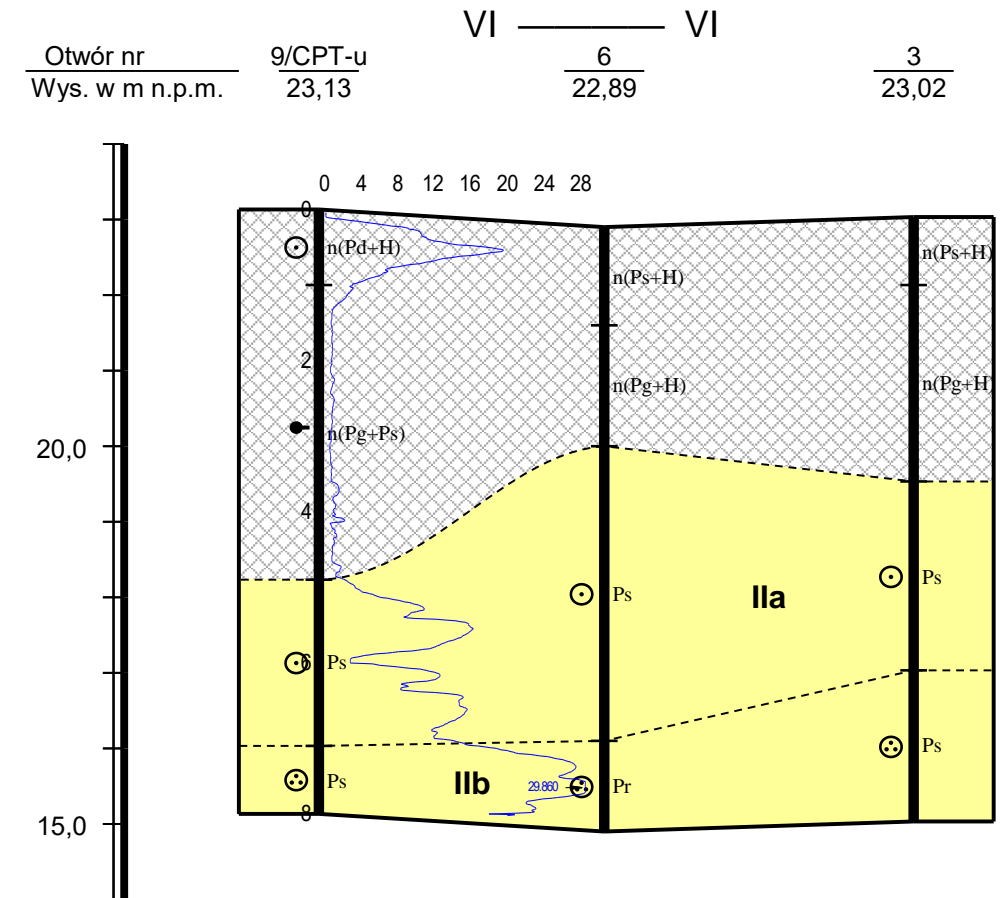 VI ———— VI
Otwór nr 9/CPT-u 6 3
Wys. w m n.p.m. 23,13 22,89 23,02
0 4 8 12 16 20 24 28
0
n(Pd+H)
n(Ps+H)
n(Ps+H)
2
n(Pg+H)
n(Pg+H)
n(Pg+Ps)
20,0
4
Ps
Ps
IIa
6
Ps
Ps
Ps
IIb
29.860
Pr
8
15,0